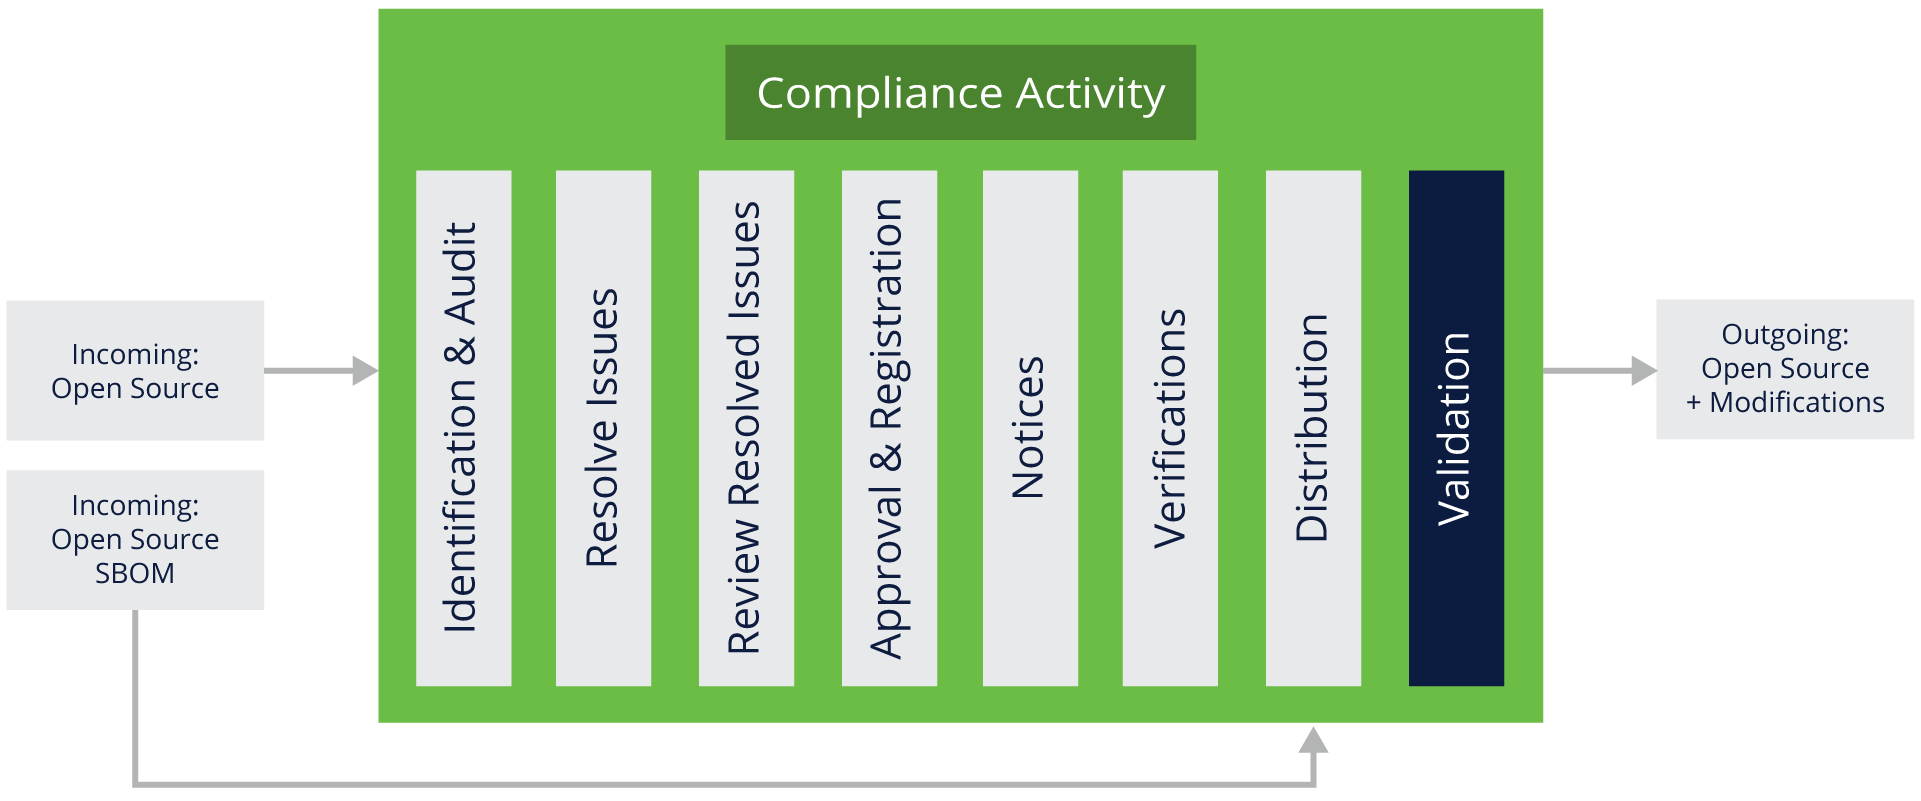 Compliance Activity
Incoming:
Open Source
Incoming:
Open Source
SBOM
Identification & Audit
Resolve Issues
Review Resolved Issues
Approval & Registration
Notices
Verifications
Distribution
Validation
Outgoing:
Open Source
+ Modifications